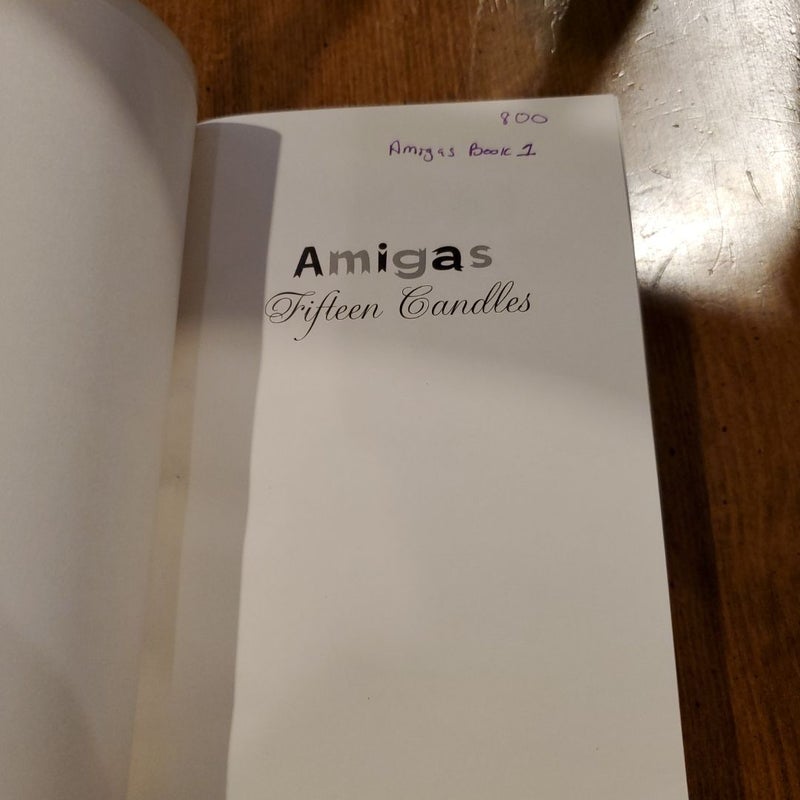 800
Amigas Book 1
Amigas
Fifteen Candles